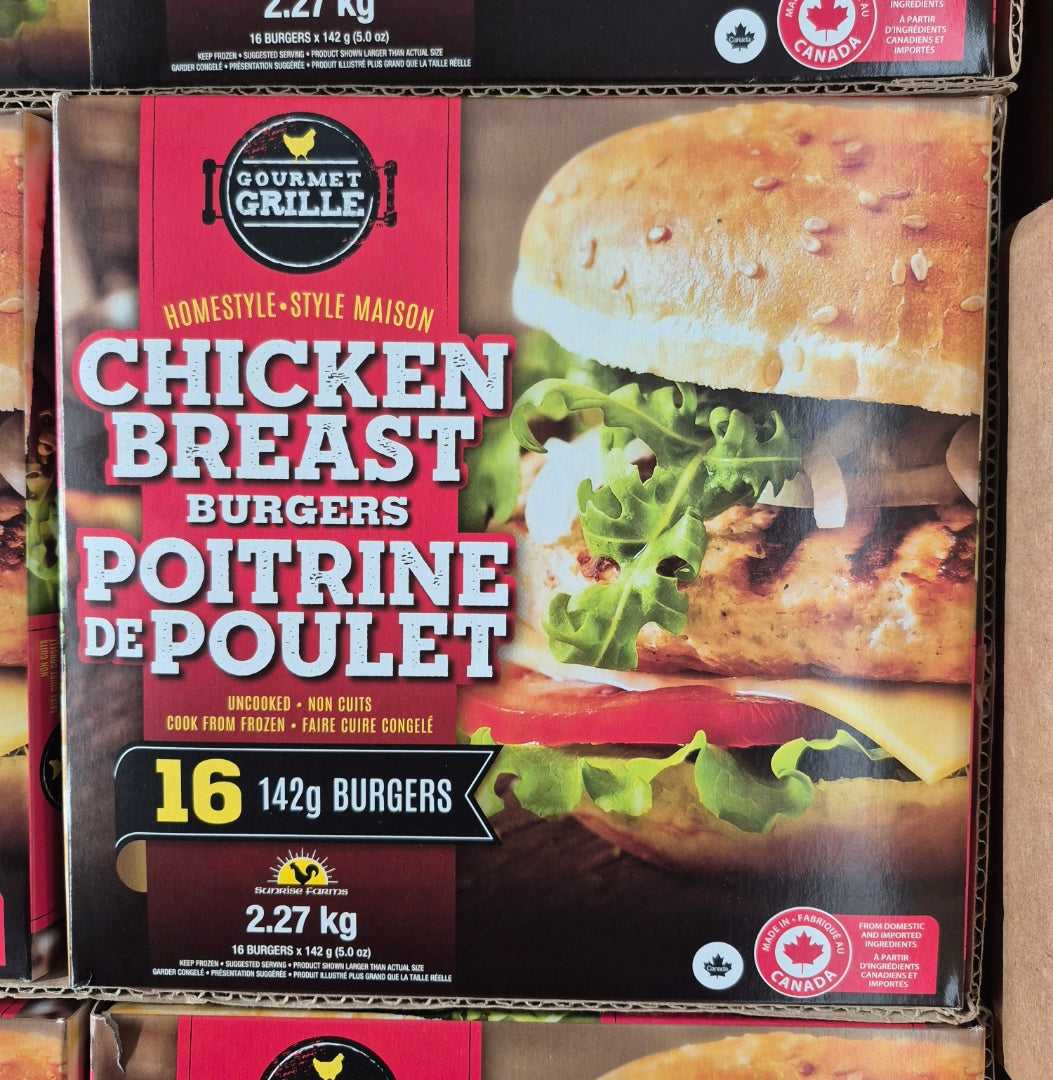 2.27 kg
16 BURGERS x 142 g (5.0 oz)
KEEP FROZEN • SUGGESTED SERVING • PRODUCT SHOWN LARGER THAN ACTUAL SIZE
GARDER CONGELÉ • PRÉSENTATION SUGGÉRÉE • PRODUIT ILLUSTRÉ PLUS GRAND QUE LA TAILLE RÉELLE
Canada
CANADA
AU
INGREDIENTS
À PARTIR
D'INGRÉDIENTS
CANADIENS ET
IMPORTÉS
GOURMET
GRILLE
HOMESTYLE • STYLE MAISON
CHICKEN
BREAST
BURGERS
POITRINE
DE POULET
UNCOOKED • NON CUITS
COOK FROM FROZEN • FAIRE CUIRE CONGELÉ
16 142g BURGERS
SUNRISE FARMS
2.27 kg
16 BURGERS x 142 g (5.0 oz)
KEEP FROZEN • SUGGESTED SERVING • PRODUCT SHOWN LARGER THAN ACTUAL SIZE
GARDER CONGELÉ • PRÉSENTATION SUGGÉRÉE • PRODUIT ILLUSTRÉ PLUS GRAND QUE LA TAILLE RÉELLE
Canada
MADE IN • FABRIQUÉ AU
CANADA
FROM DOMESTIC
AND IMPORTED
INGREDIENTS
À PARTIR
D'INGRÉDIENTS
CANADIENS ET
IMPORTÉS
NON CUITS